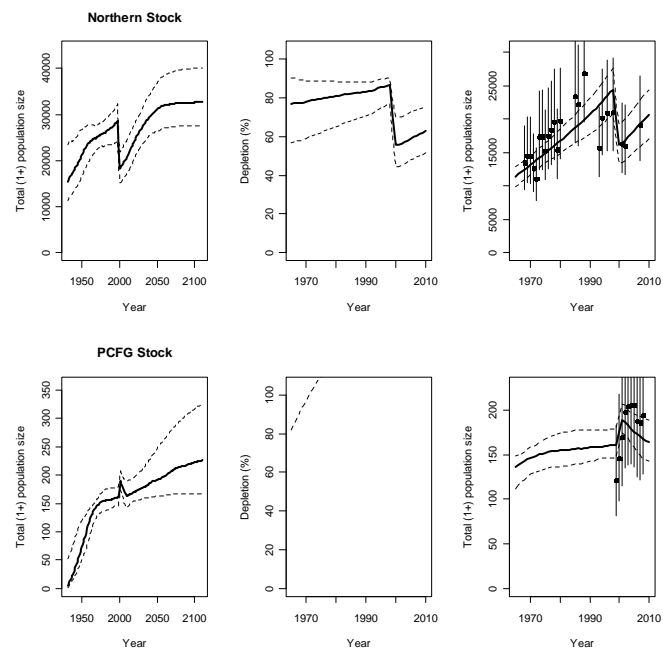 Northern Stock
Total (1+) population size
0 10000 20000 30000 40000
1950 2000 2050 2100
Year
Depletion (%)
0 20 40 60 80 100
1970 1990 2010
Year
Total (1+) population size
0 5000 15000 25000
1970 1990 2010
Year
PCFG Stock
Total (1+) population size
0 50 100 150 200 250 300 350
1950 2000 2050 2100
Year
Depletion (%)
0 20 40 60 80 100
1970 1990 2010
Year
Total (1+) population size
0 50 100 150 200
1970 1990 2010
Year